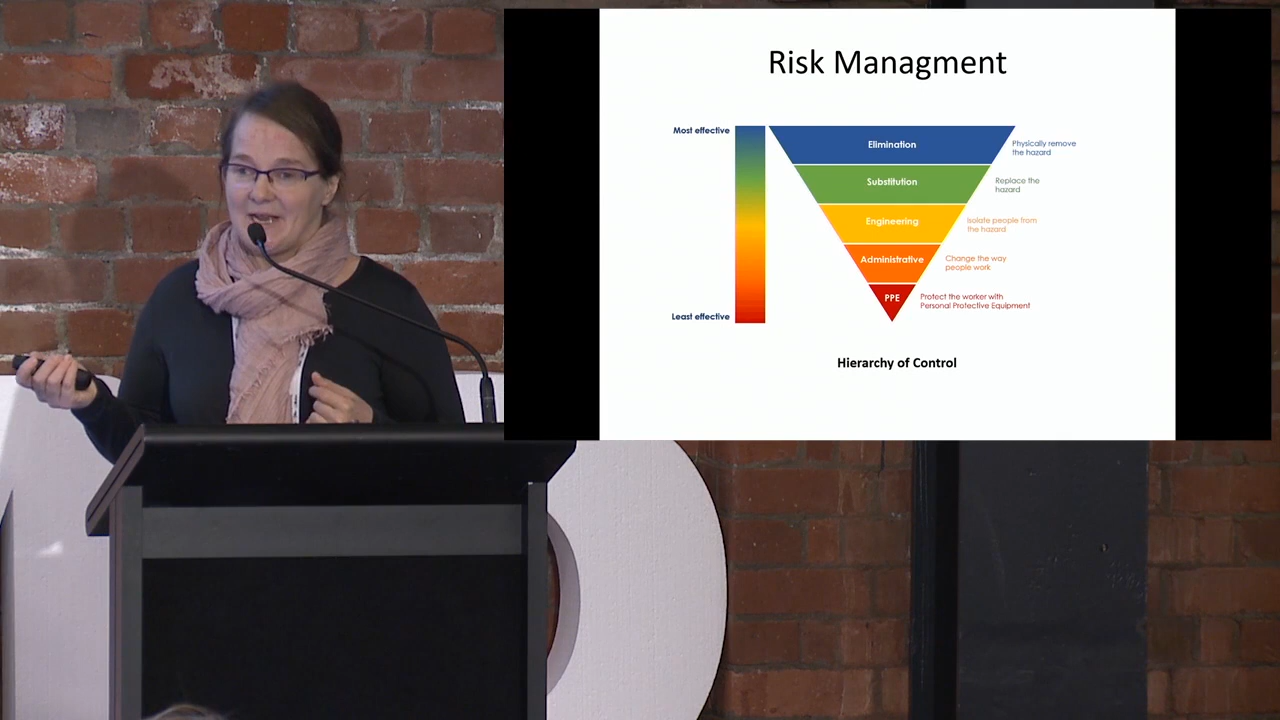 Risk Managment
Most effective
Elimination
Physically remove
the hazard
Substitution
Replace the
hazard
Engineering
Isolate people from
the hazard
Administrative
Change the way
people work
PPE
Protect the worker with
Personal Protective Equipment
Least effective
Hierarchy of Control